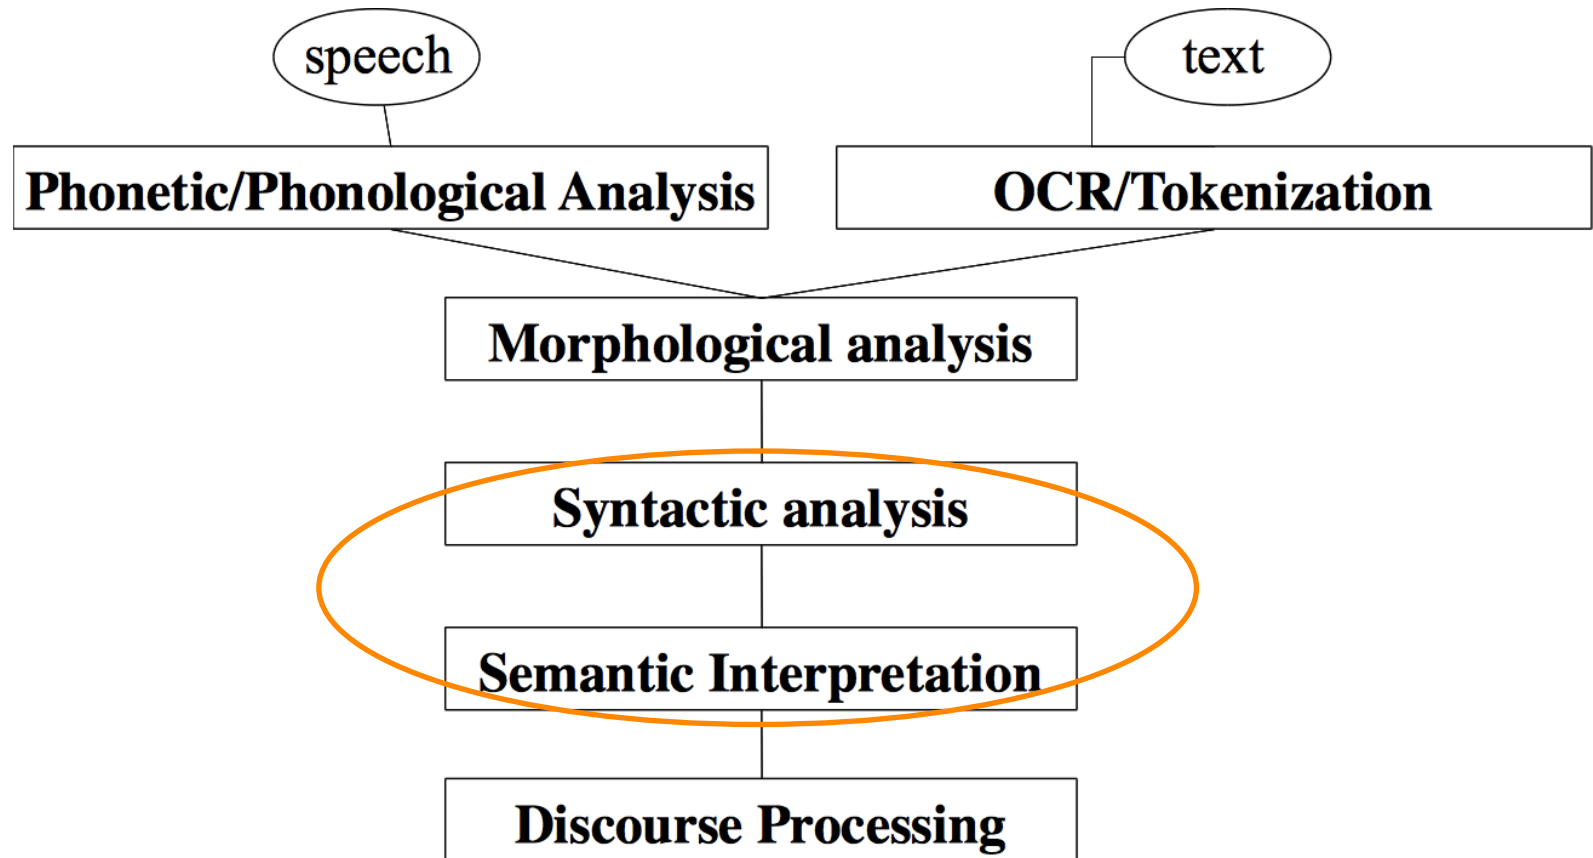 speech
text
Phonetic/Phonological Analysis
OCR/Tokenization
Morphological analysis
Syntactic analysis
Semantic Interpretation
Discourse Processing